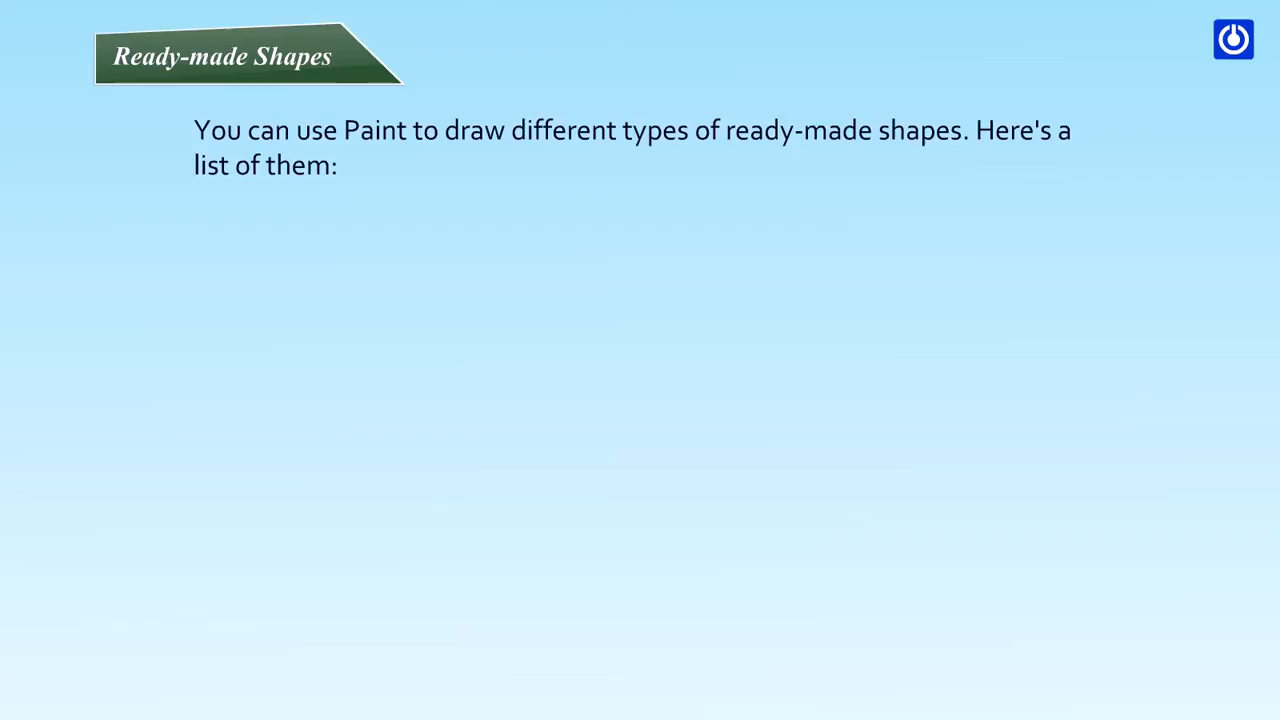 Ready-made Shapes
You can use Paint to draw different types of ready-made shapes. Here's a
list of them: